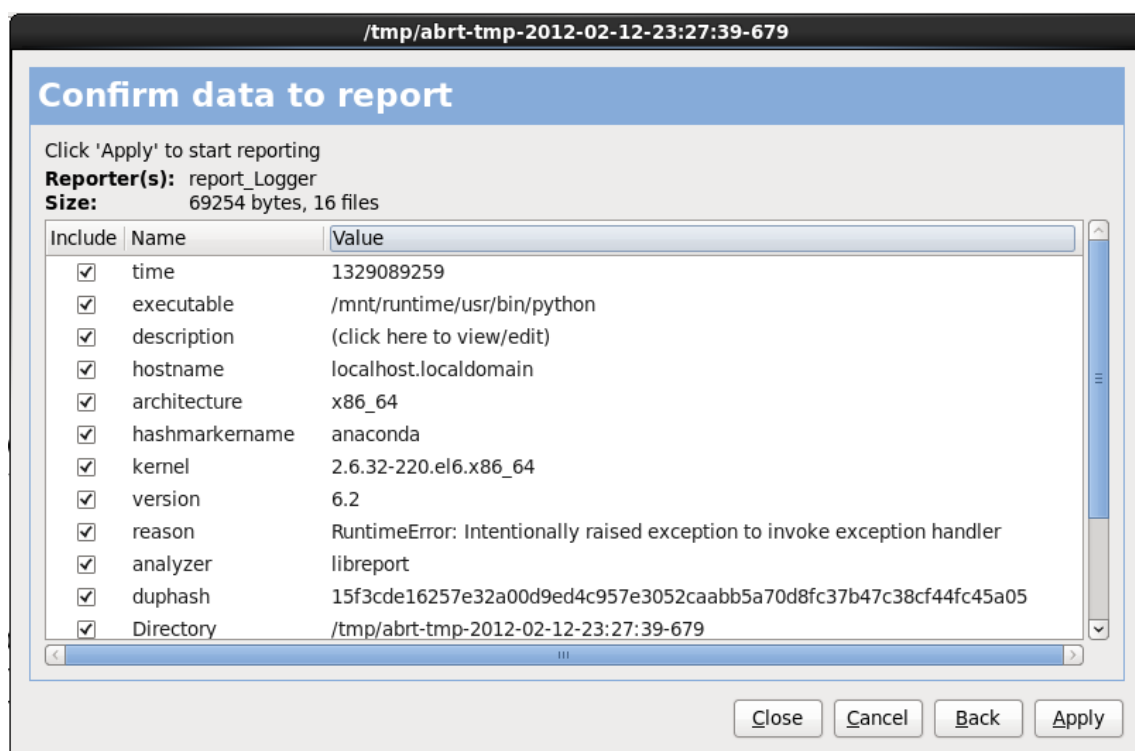 /tmp/abrt-tmp-2012-02-12-23:27:39-679
Confirm data to report
Click 'Apply' to start reporting
Reporter(s): report_Logger
Size: 69254 bytes, 16 files
Include Name Value
time 1329089259
executable /mnt/runtime/usr/bin/python
description (click here to view/edit)
hostname localhost.localdomain
architecture x86_64
hashmarkername anaconda
kernel 2.6.32-220.el6.x86_64
version 6.2
reason RuntimeError: Intentionally raised exception to invoke exception handler
analyzer libreport
duphash 15f3cde16257e32a00d9ed4c957e3052caabb5a70d8fc37b47c38cf44fc45a05
Directory /tmp/abrt-tmp-2012-02-12-23:27:39-679
Close Cancel Back Apply